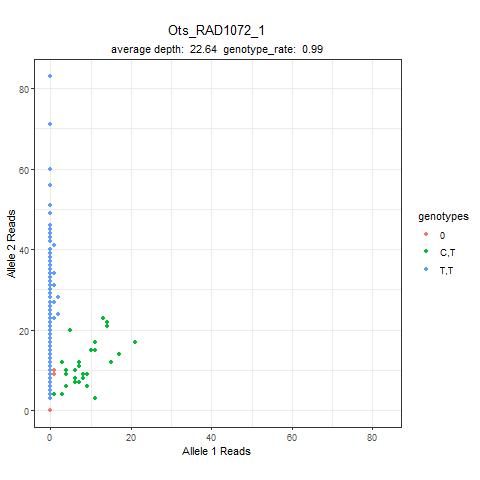 Ots_RAD1072_1
average depth: 22.64 genotype_rate: 0.99
80
60
40
20
0
Allele 2 Reads
0 20 40 60 80
Allele 1 Reads
genotypes
0
C,T
T,T